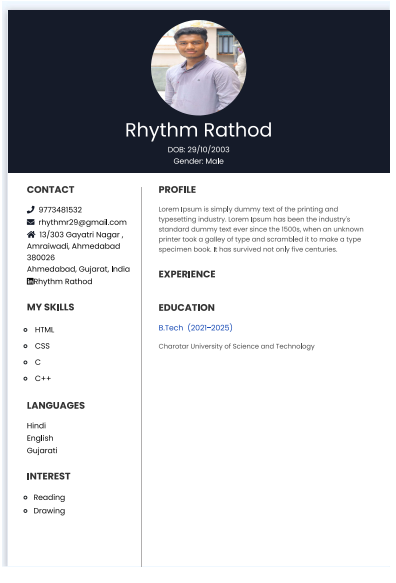 Rhythm Rathod
DOB: 29/10/2003
Gender: Male
CONTACT
9773481532
rhythmr29@gmail.com
13/303 Gayatri Nagar ,
Amraiwadi, Ahmedabad
380026
Ahmedabad, Gujarat, India
Rhythm Rathod
MY SKILLS
HTML
CSS
C
C++
LANGUAGES
Hindi
English
Gujarati
INTEREST
Reading
Drawing
PROFILE
Lorem Ipsum is simply dummy text of the printing and
typesetting industry. Lorem Ipsum has been the industry's
standard dummy text ever since the 1500s, when an unknown
printer took a galley of type and scrambled it to make a type
specimen book. It has survived not only five centuries.
EXPERIENCE
EDUCATION
B.Tech (2021-2025)
Charotar University of Science and Technology